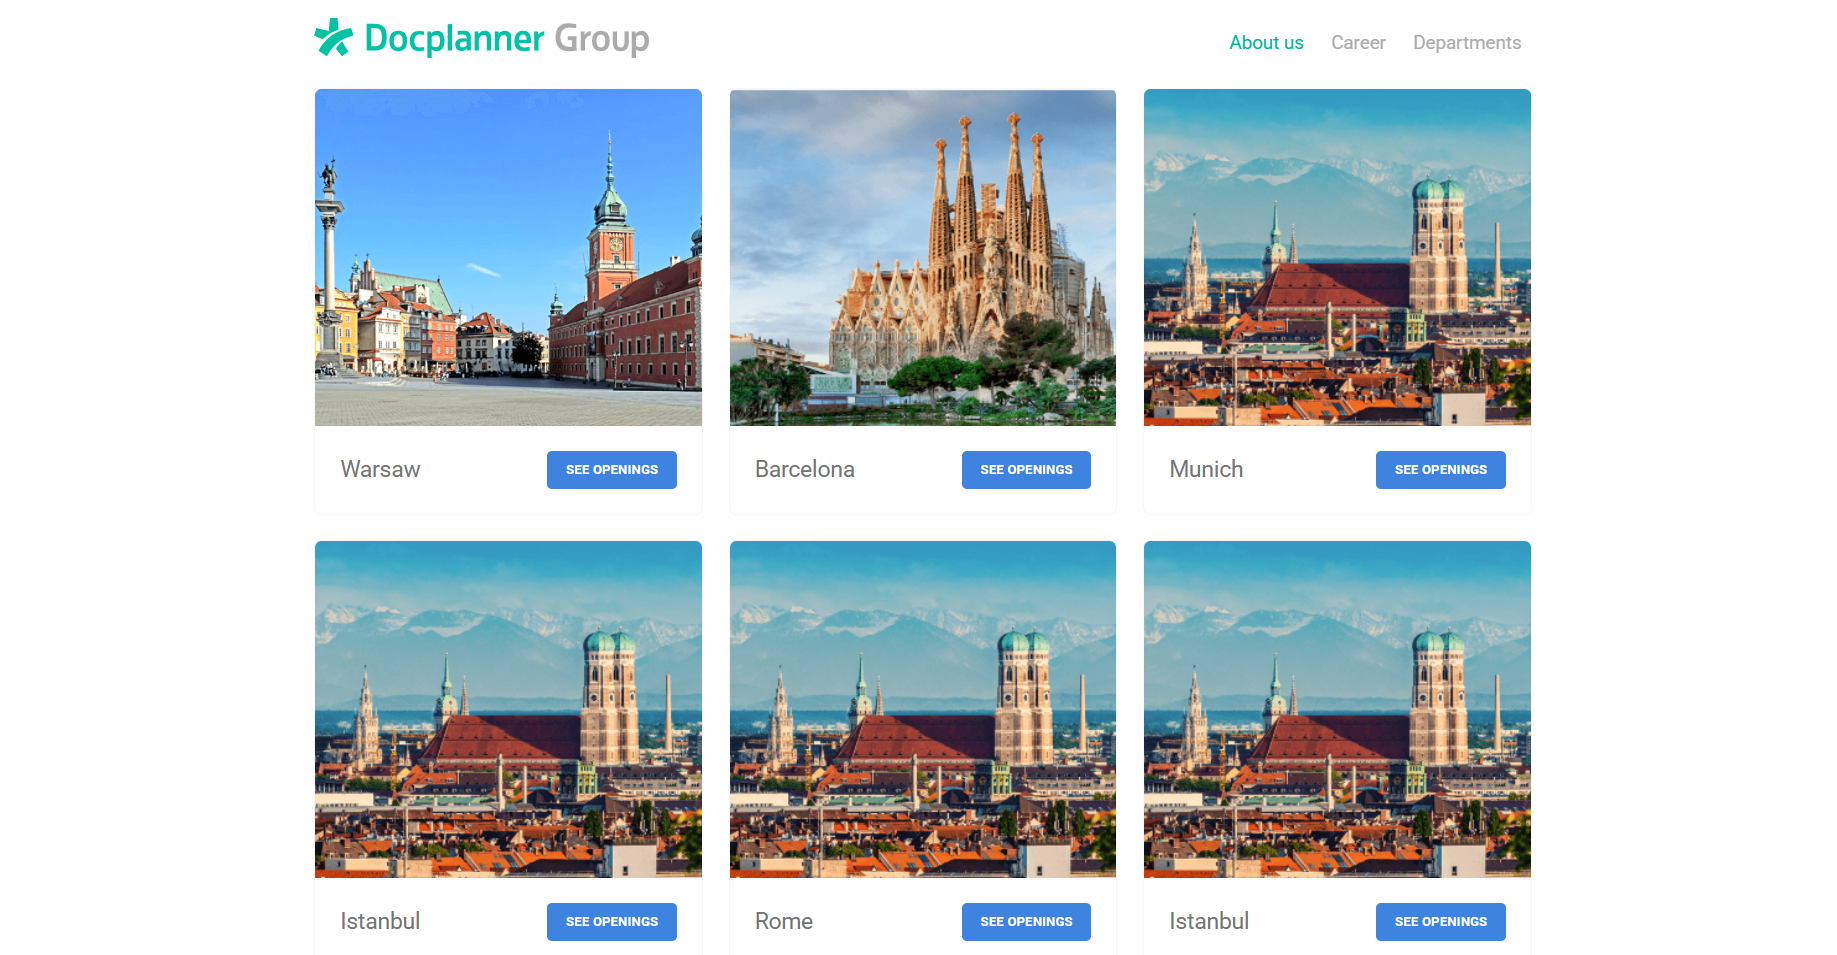 Docplanner Group
About us Career Departments
Warsaw SEE OPENINGS
Barcelona SEE OPENINGS
Munich SEE OPENINGS
Istanbul SEE OPENINGS
Rome SEE OPENINGS
Istanbul SEE OPENINGS